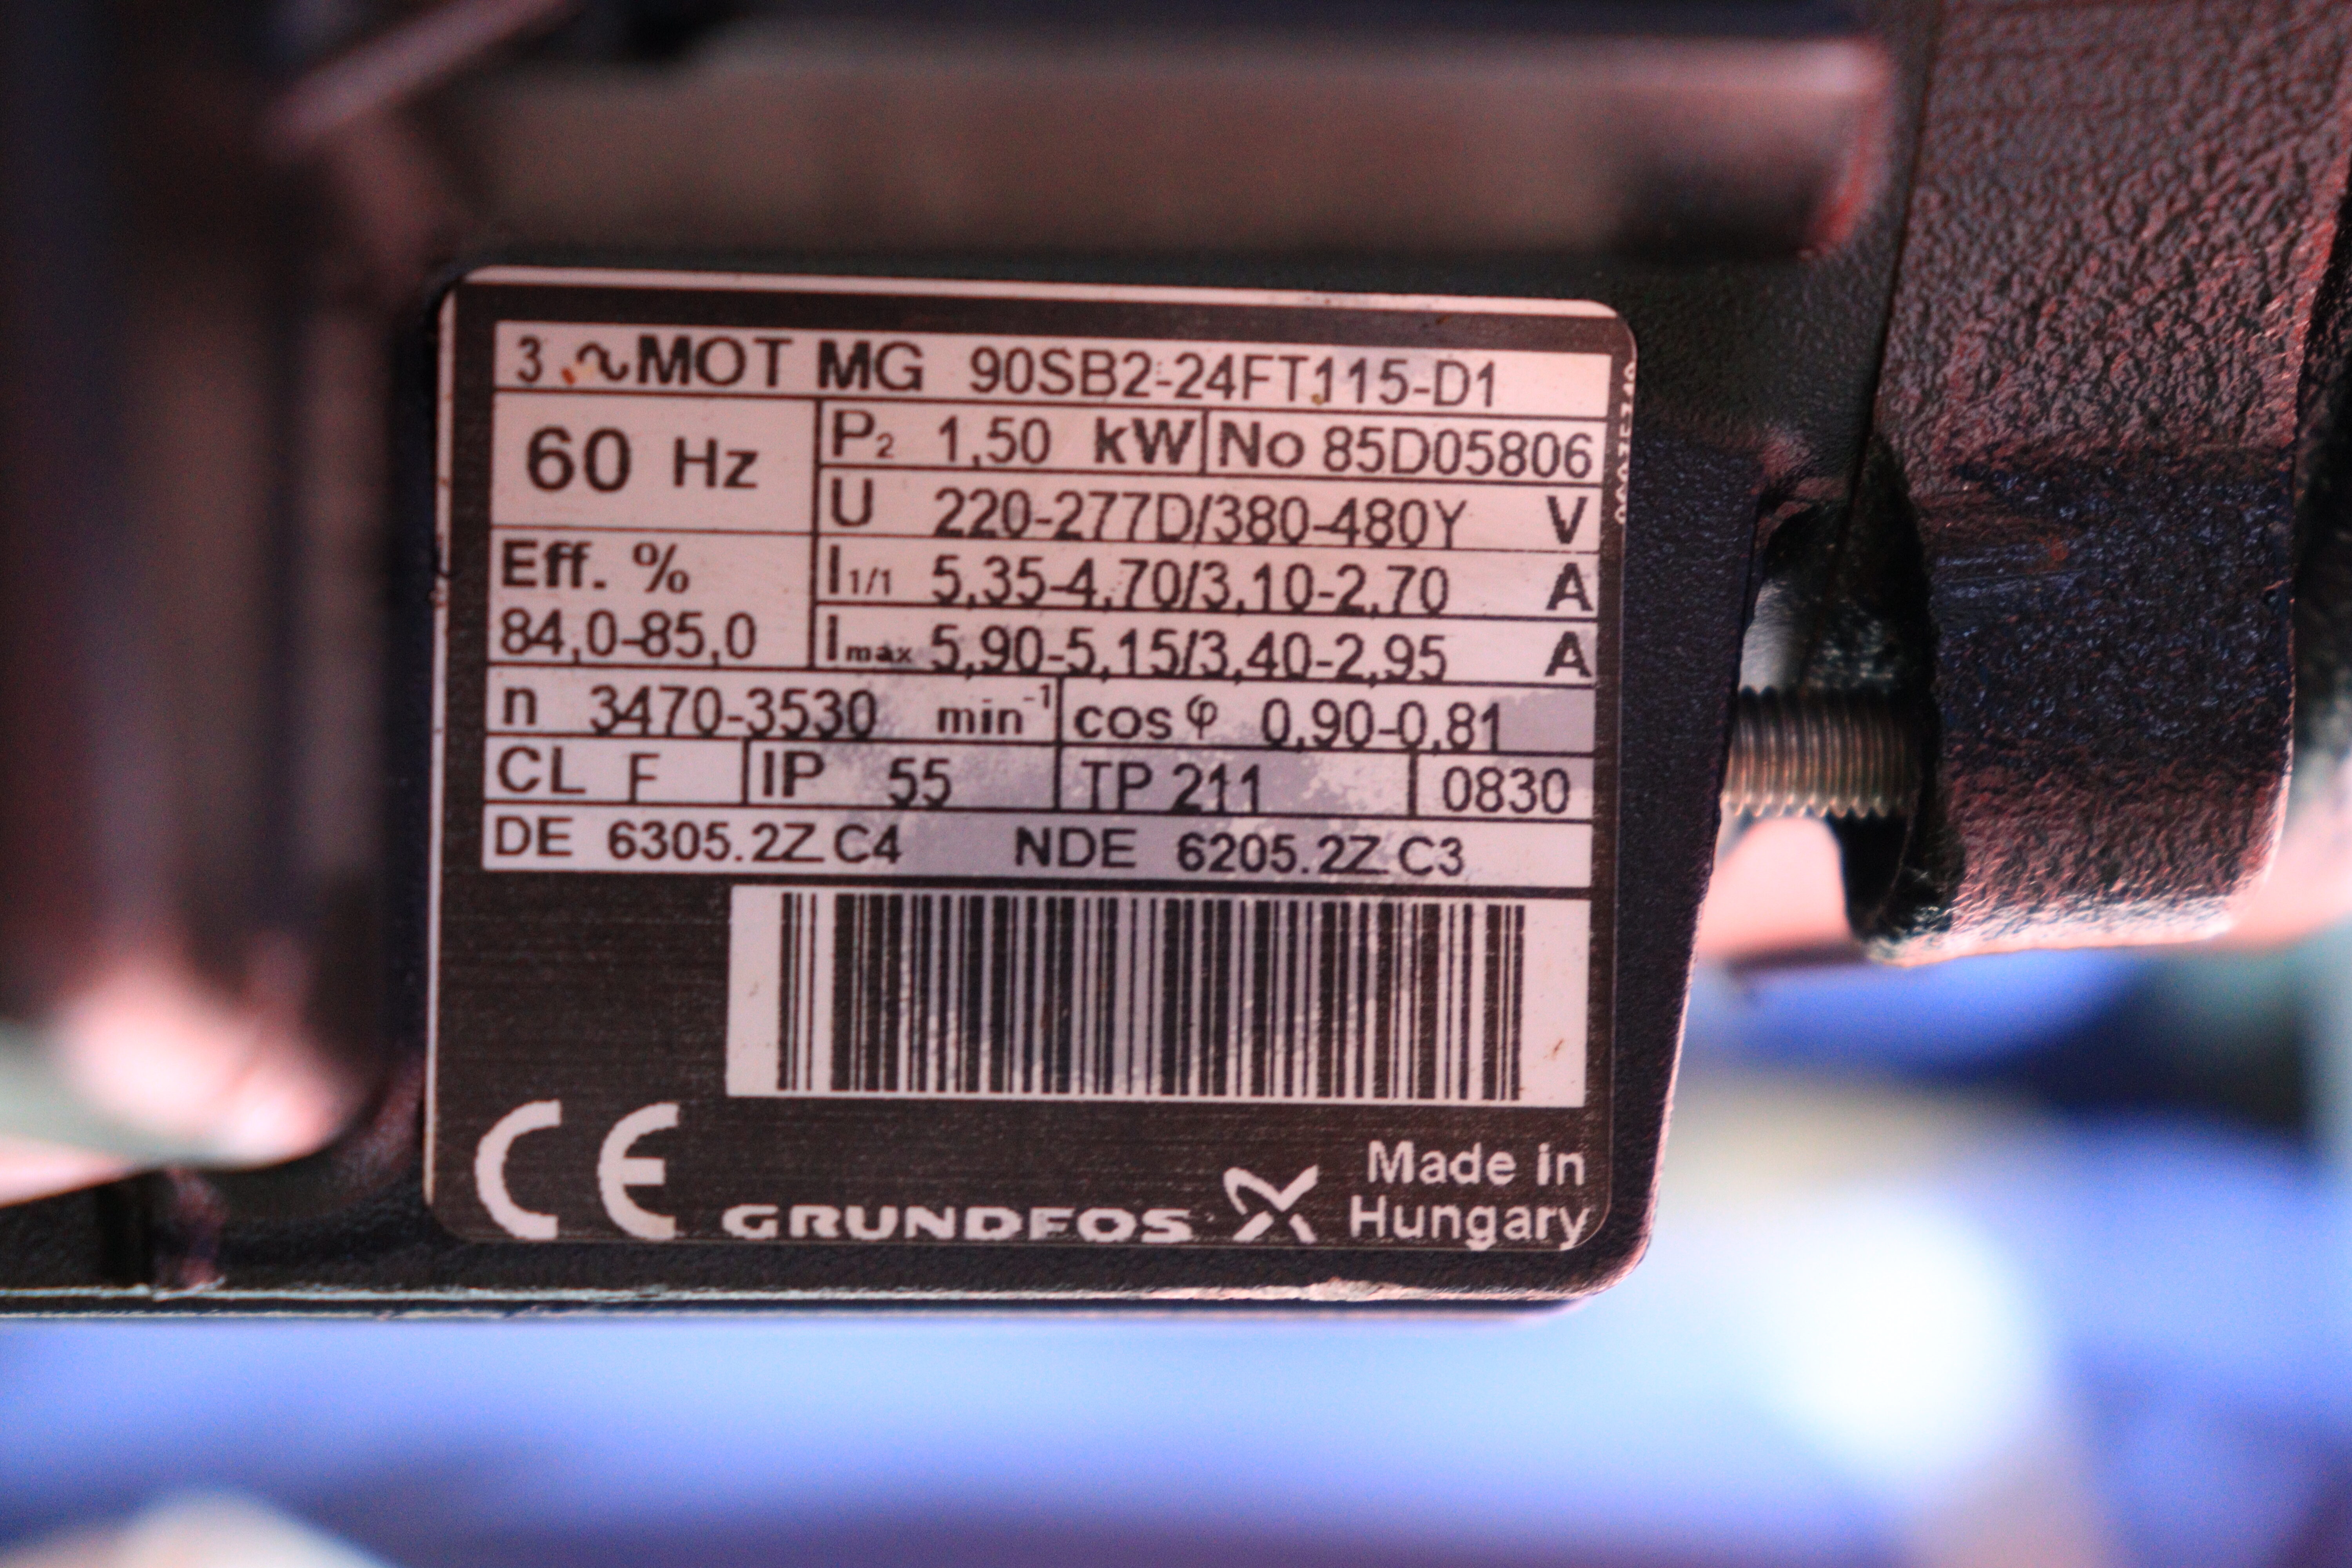 3 ~ MOT MG 90SB2-24FT115-D1
60 Hz
P2 1,50 kW No 85D05806
U 220-277D/380-480Y V
Eff. %
84,0-85,0
I1/1 5,35-4,70/3,10-2,70 A
Imax 5,90-5,15/3,40-2,95 A
n 3470-3530 min-1 cos φ 0,90-0,81
CL F IP 55 TP 211 0830
DE 6305.2Z.C4 NDE 6205.2Z.C3
CE GRUNDFOS
Made in
Hungary